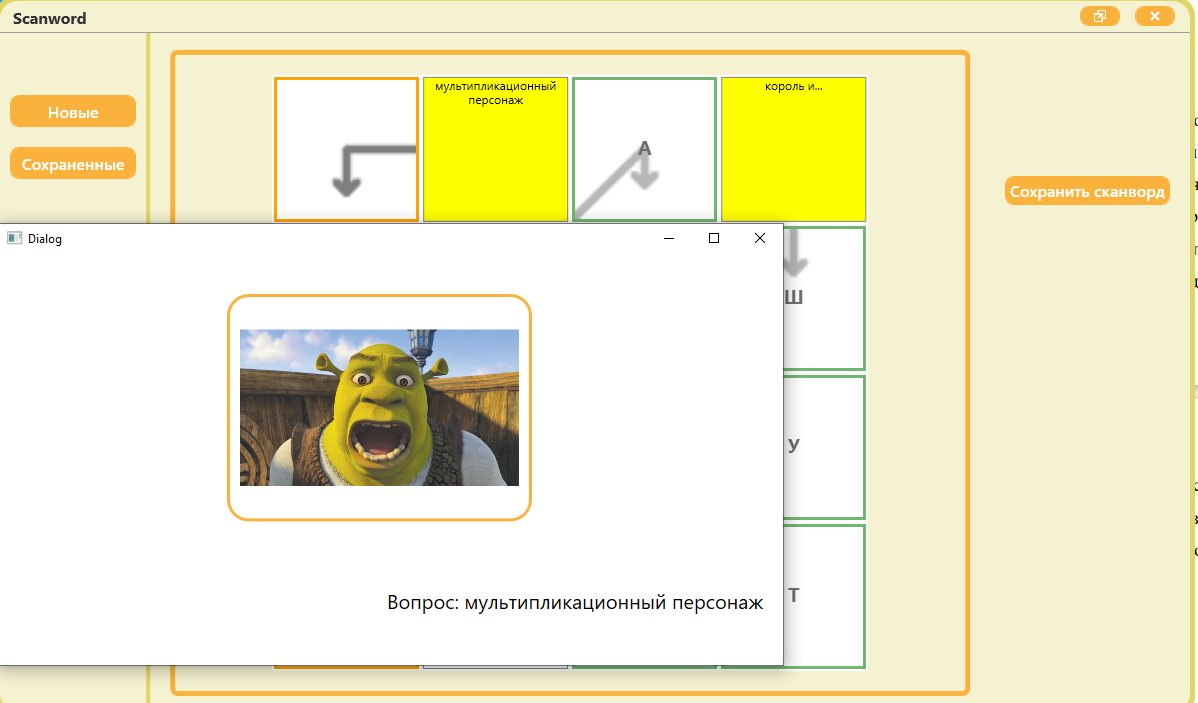 Scanword
Новые
Сохраненные
мультипликационный
персонаж
А
король и...
Сохранить сканворд
Dialog
Ш
У
Т
Вопрос: мультипликационный персонаж